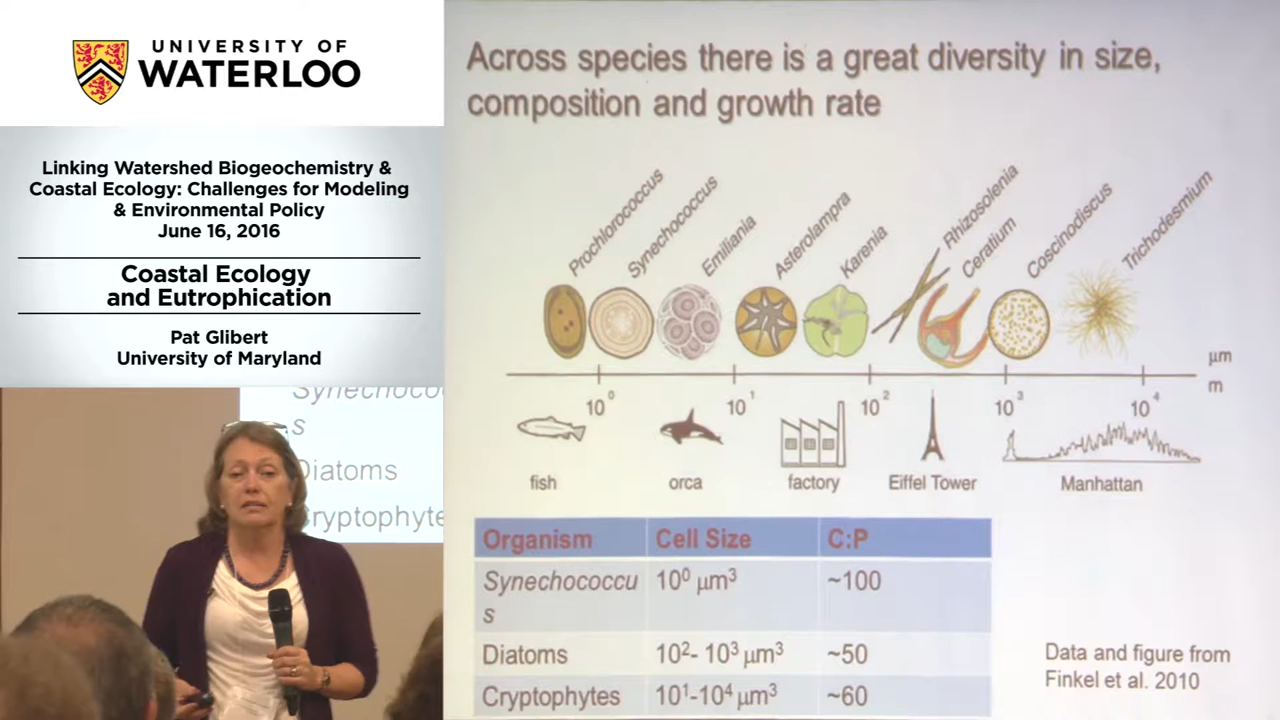 UNIVERSITY OF
WATERLOO
Linking Watershed Biogeochemistry &
Coastal Ecology: Challenges for Modeling
& Environmental Policy
June 16, 2016
Coastal Ecology
and Eutrophication
Pat Glibert
University of Maryland
Synechoco
s
Diatoms
Cryptophyte
Across species there is a great diversity in size,
composition and growth rate
Prochlorococcus
Synechococcus
Emiliania
Asterolampra
Karenia
Rhizosolenia
Ceratium
Coscinodiscus
Trichodesmium
µm
m
10⁰ 10¹ 10² 10³ 10⁴
fish orca factory Eiffel Tower Manhattan
Organism Cell Size C:P
Synechococcu 10⁰ µm³ ~100
s
Diatoms 10²- 10³ µm³ ~50
Cryptophytes 10¹-10⁴ µm³ ~60
Data and figure from
Finkel et al. 2010